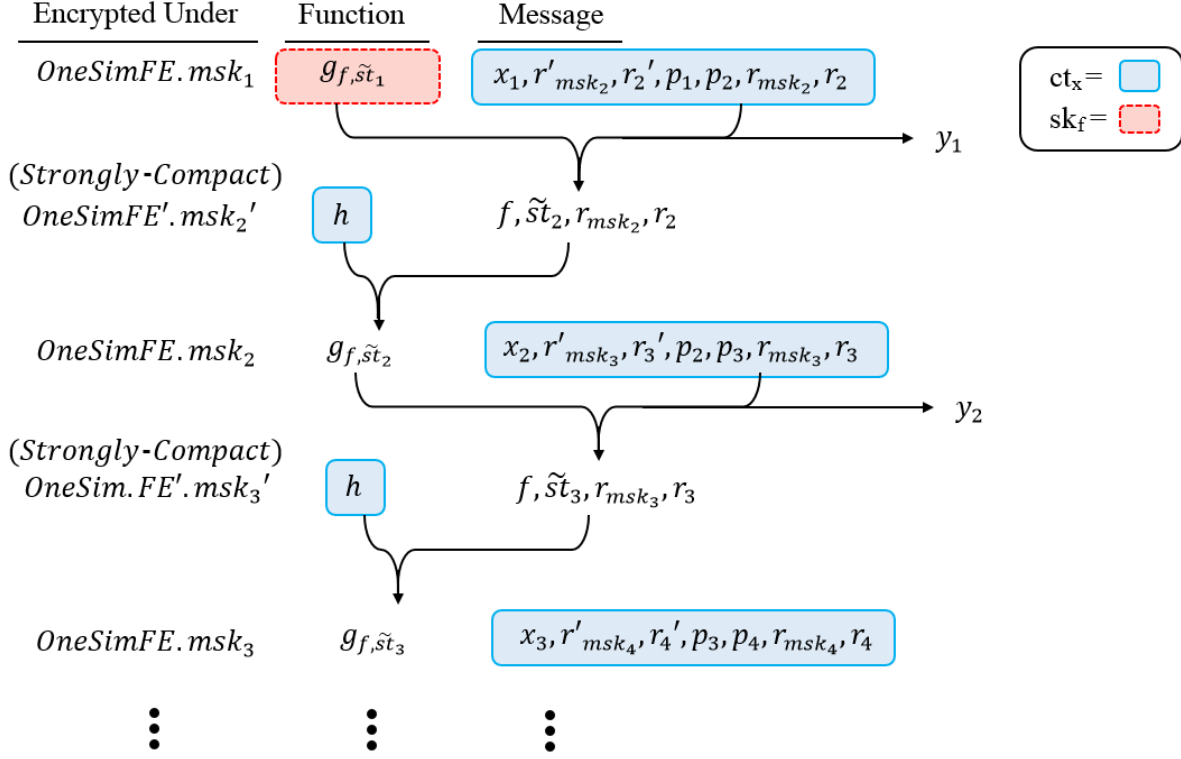 Encrypted Under Function Message
OneSimFE.msk₁ g_{f,s̃t₁} x₁, r'_{msk₂}, r₂', p₁, p₂, r_{msk₂}, r₂
ct_x=
sk_f=
y₁
(Strongly-Compact)
OneSimFE'.msk₂' h f, s̃t₂, r_{msk₂}, r₂
OneSimFE.msk₂ g_{f,s̃t₂} x₂, r'_{msk₃}, r₃', p₂, p₃, r_{msk₃}, r₃
y₂
(Strongly-Compact)
OneSim.FE'.msk₃' h f, s̃t₃, r_{msk₃}, r₃
OneSimFE.msk₃ g_{f,s̃t₃} x₃, r'_{msk₄}, r₄', p₃, p₄, r_{msk₄}, r₄